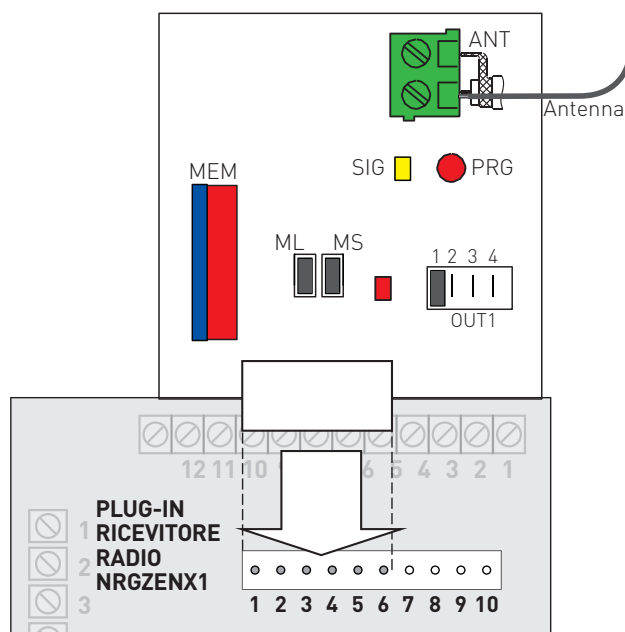 ANT
Antenna
SIG PRG
MEM
ML MS
1 2 3 4
OUT1
12 11 10 9 6 5 4 3 2 1
PLUG-IN
1 RICEVITORE
2 RADIO
NRGZENX1
3
1 2 3 4 5 6 7 8 9 10